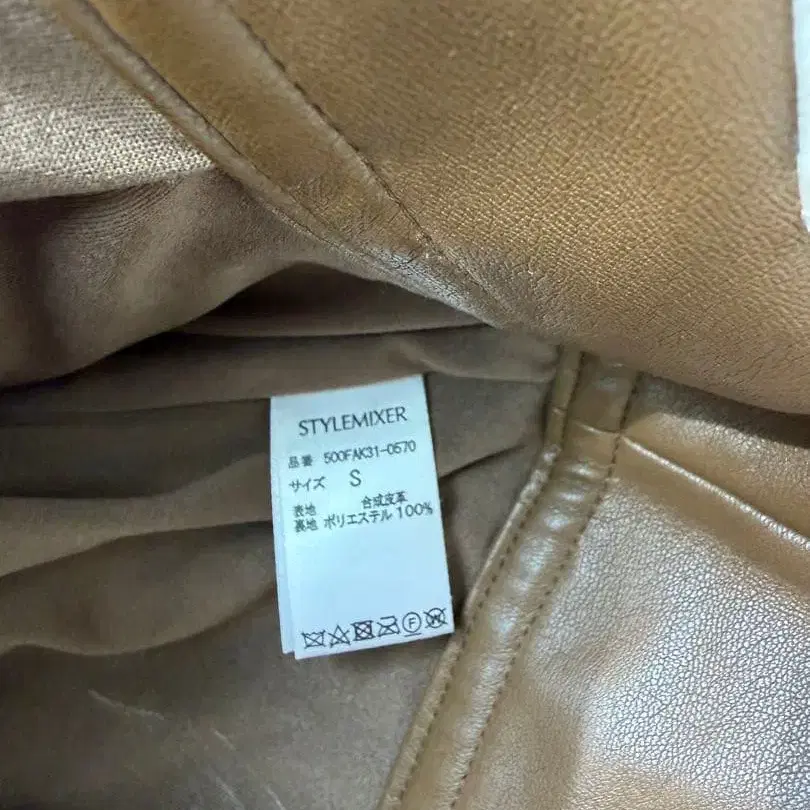 STYLEMIXER
品番 500FAK31-0570
サイズ S
表地 合成皮革
裏地 ポリエステル 100%
F W